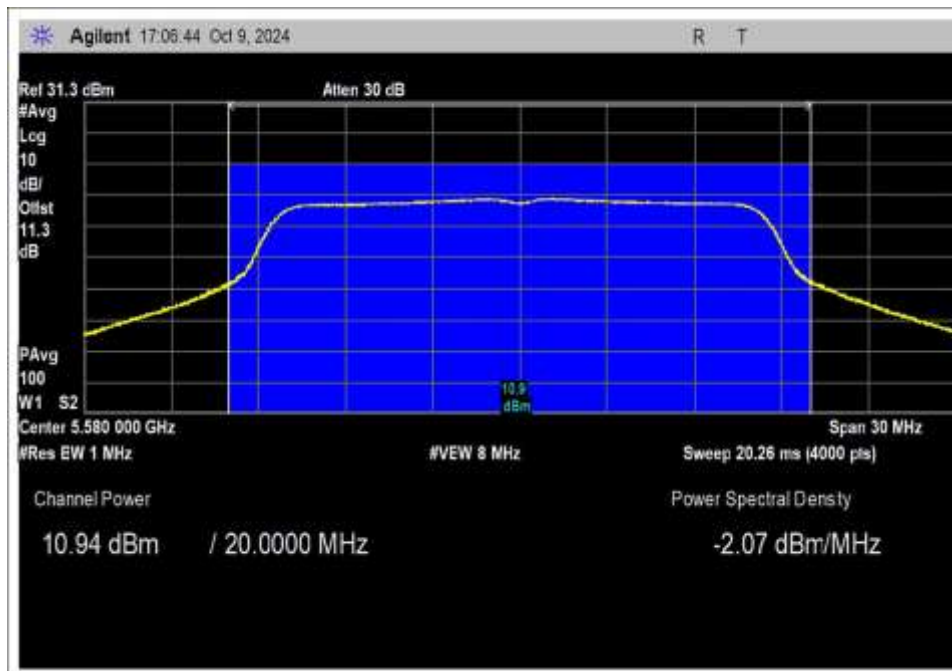 Agilent 17:06:44 Oct 9, 2024 R T
Ref 31.3 dBm Atten 30 dB
#Avg
Log
10
dB/
Offst
11.3
dB
PAvg
100
W1 S2
10.9
dBm
Center 5.580 000 GHz Span 30 MHz
#Res BW 1 MHz #VBW 8 MHz Sweep 20.26 ms (4000 pts)
Channel Power Power Spectral Density
10.94 dBm / 20.0000 MHz -2.07 dBm/MHz